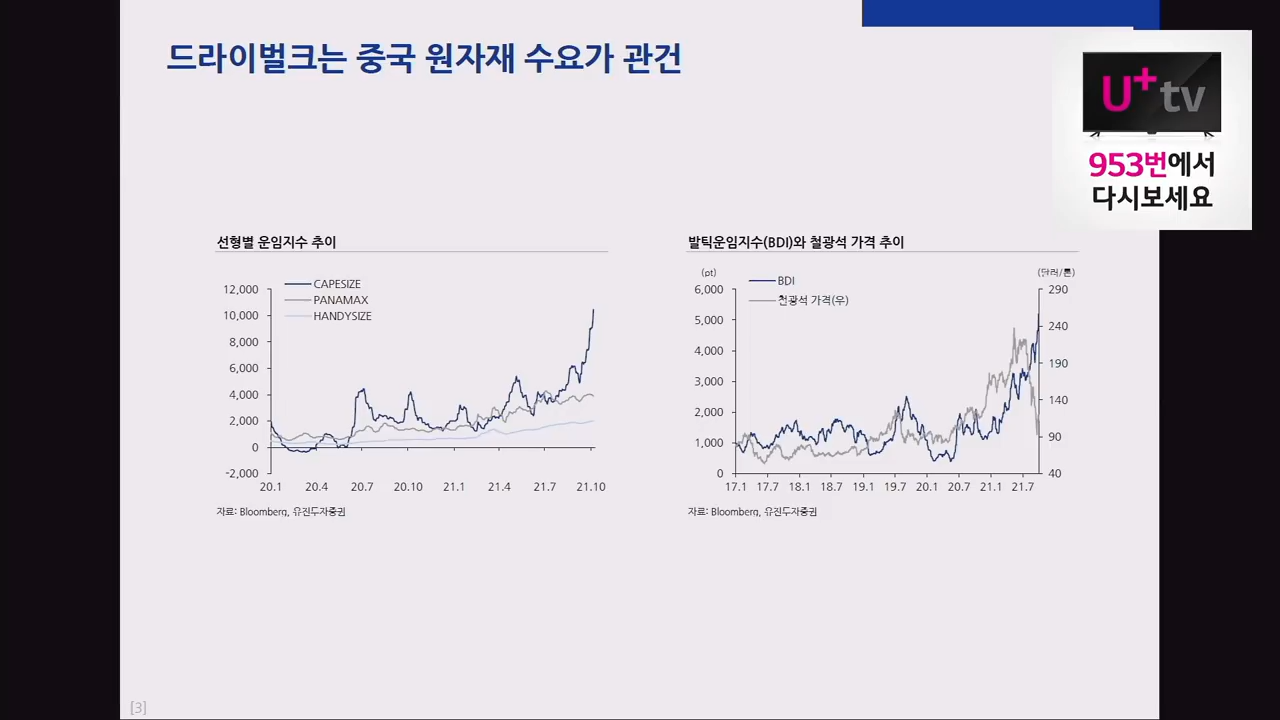 드라이벌크는 중국 원자재 수요가 관건
U+tv
953번에서
다시보세요
선형별 운임지수 추이
CAPESIZE
PANAMAX
HANDYSIZE
12,000
10,000
8,000
6,000
4,000
2,000
0
-2,000
20.1 20.4 20.7 20.10 21.1 21.4 21.7 21.10
자료: Bloomberg, 유진투자증권
발틱운임지수(BDI)와 철광석 가격 추이
(pt) (달러/톤)
BDI
철광석 가격(우)
6,000 290
5,000 240
4,000 190
3,000 140
2,000 90
1,000 40
0
17.1 17.7 18.1 18.7 19.1 19.7 20.1 20.7 21.1 21.7
자료: Bloomberg, 유진투자증권
[3]